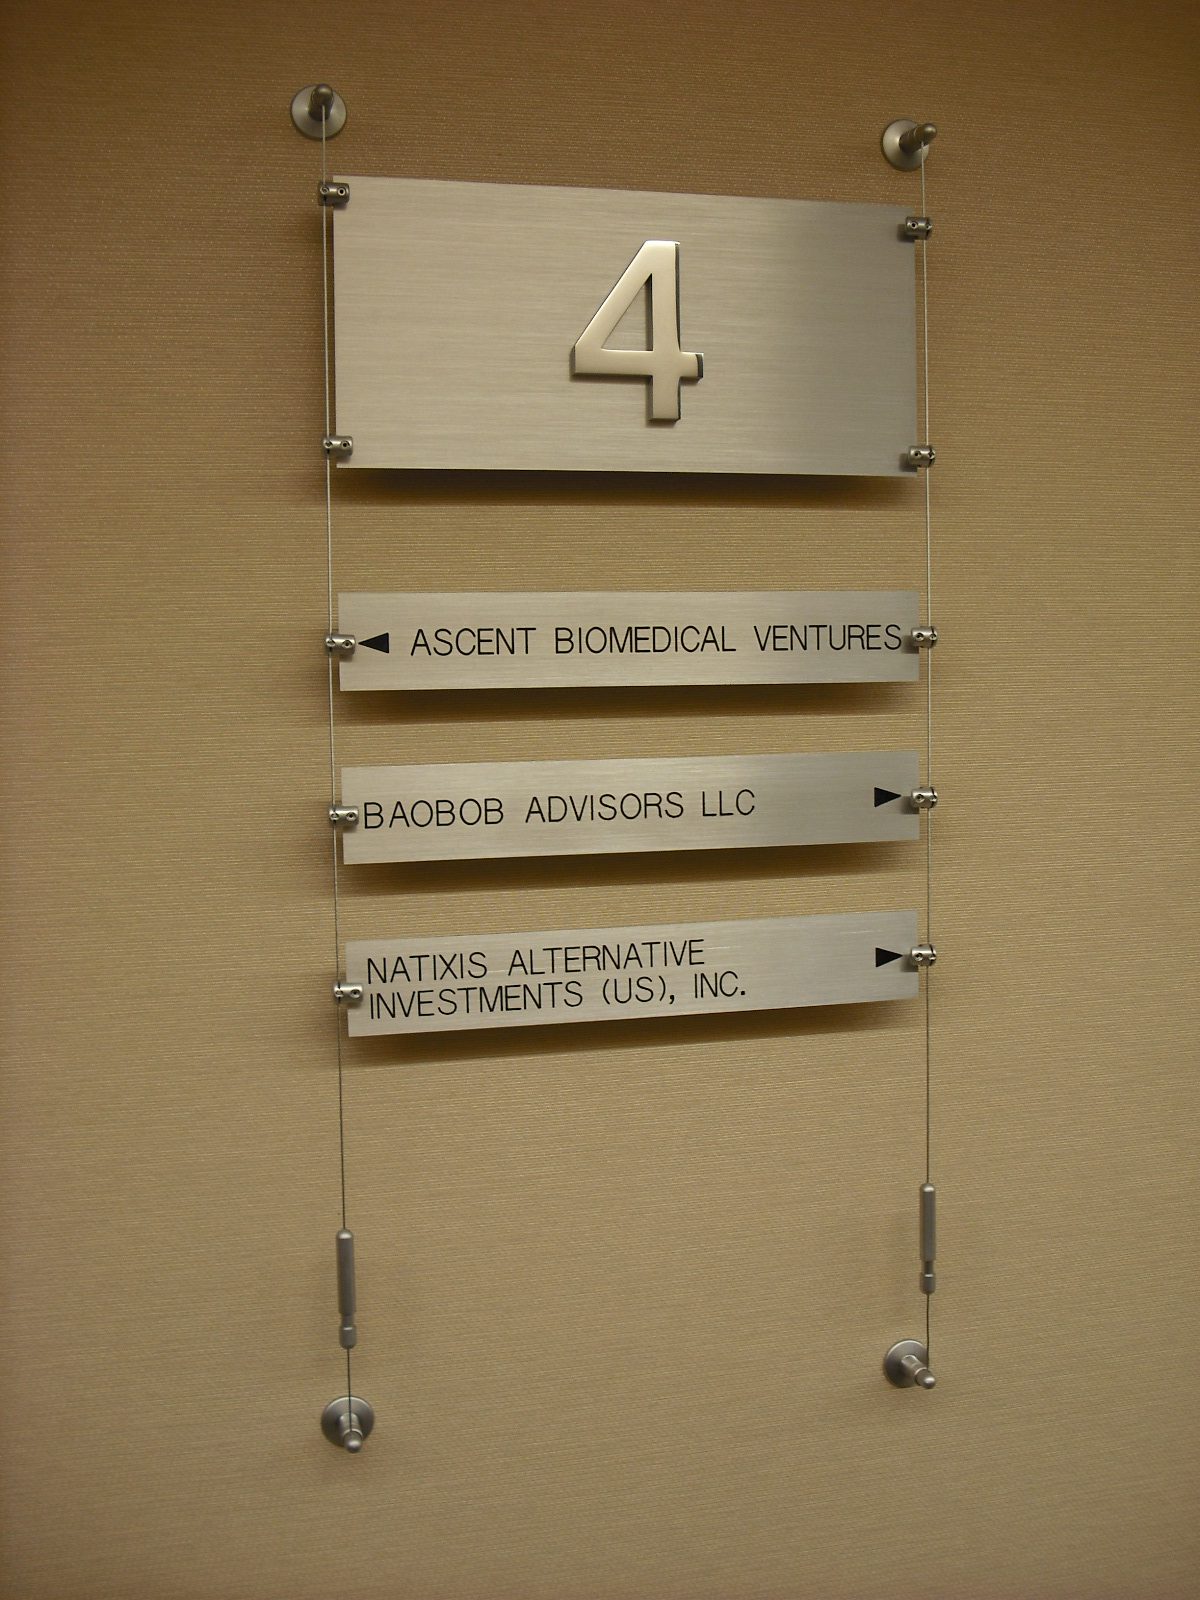 4
◀ ASCENT BIOMEDICAL VENTURES
BAOBOB ADVISORS LLC ▶
NATIXIS ALTERNATIVE ▶
INVESTMENTS (US), INC.